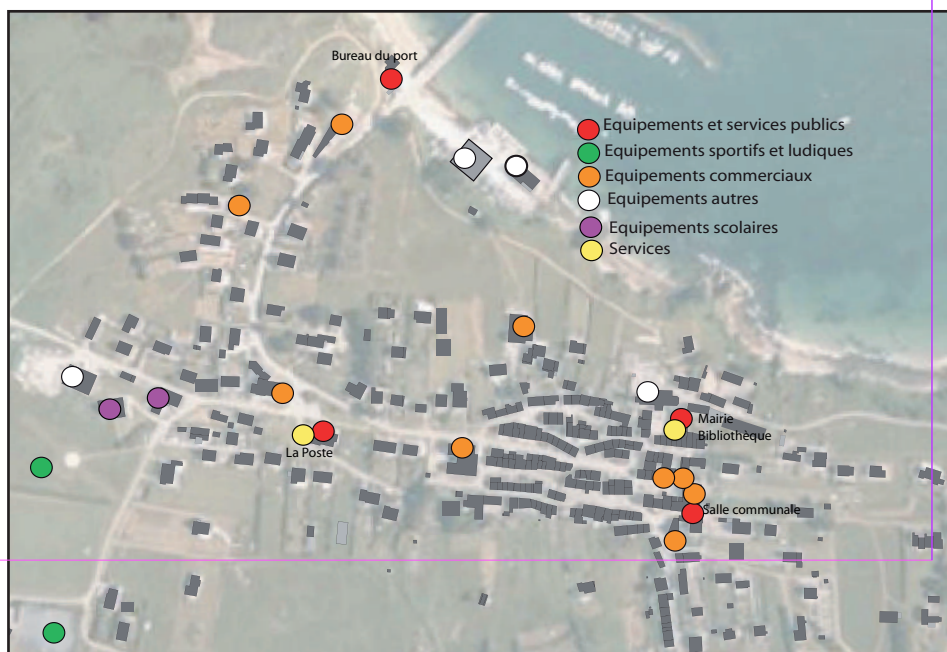 Bureau du port
Equipements et services publics
Equipements sportifs et ludiques
Equipements commerciaux
Equipements autres
Equipements scolaires
Services
Mairie
Bibliothèque
La Poste
Salle communale